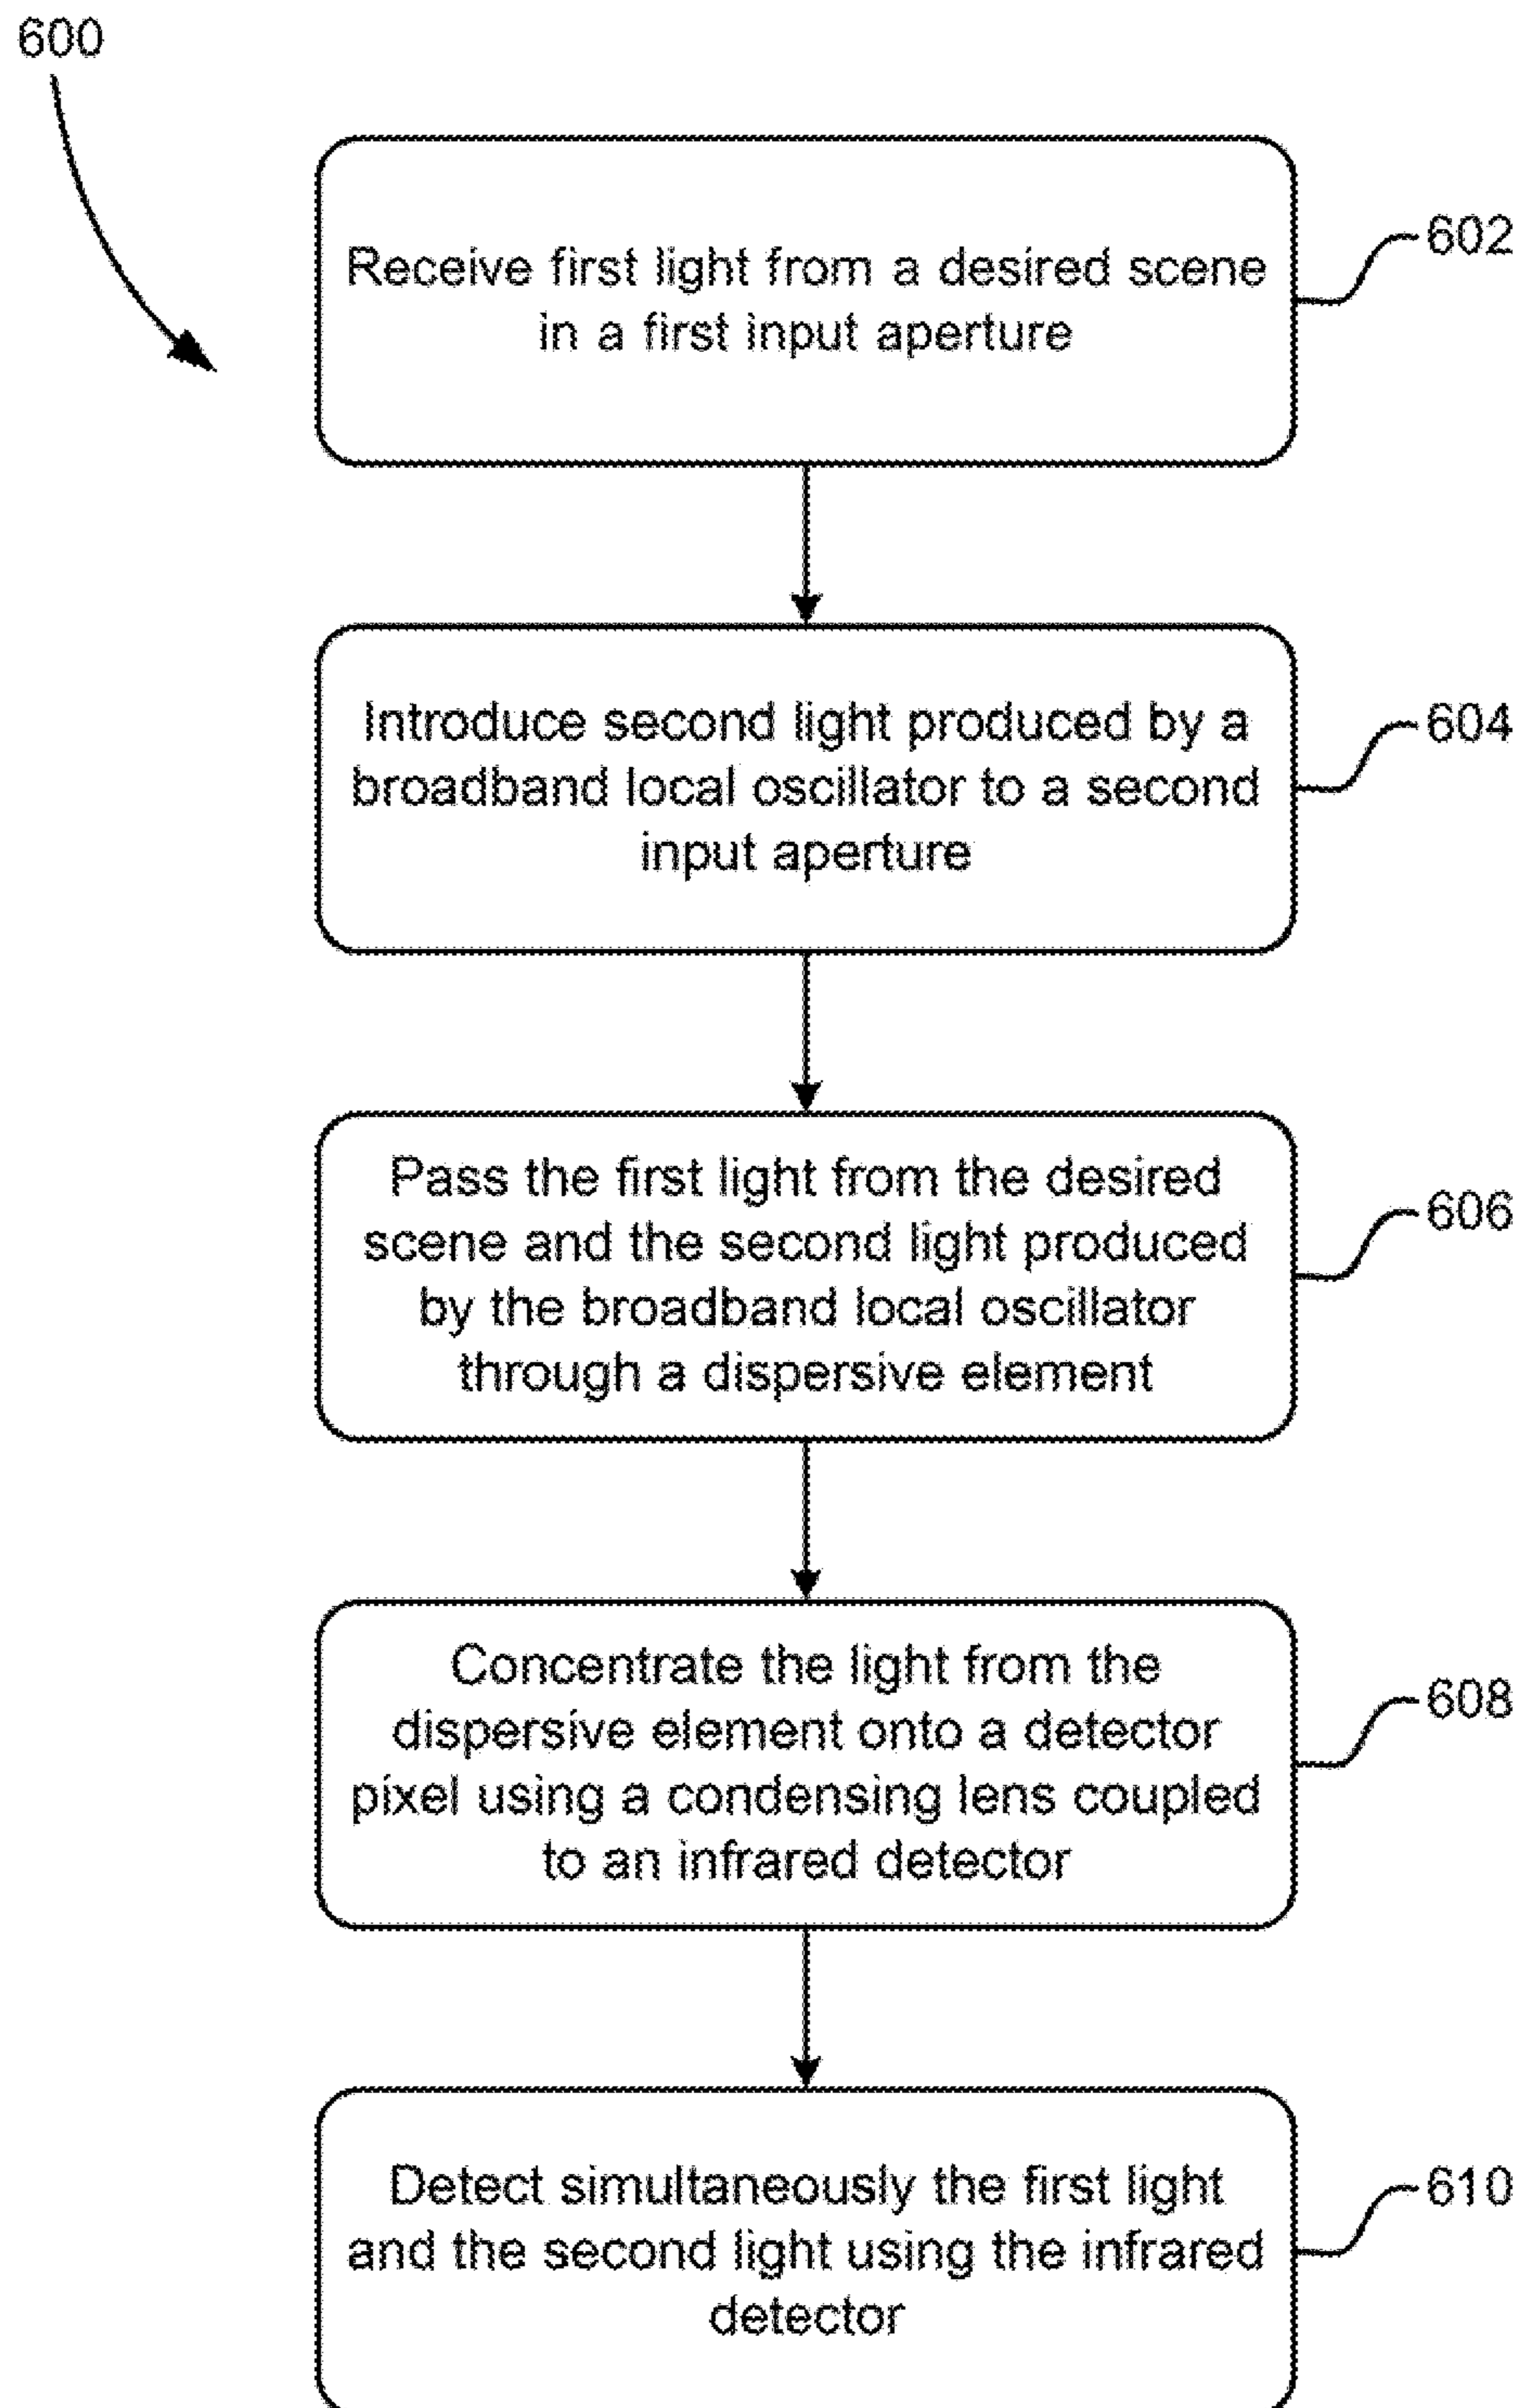 600
Receive first light from a desired scene
in a first input aperture
602
Introduce second light produced by a
broadband local oscillator to a second
input aperture
604
Pass the first light from the desired
scene and the second light produced
by the broadband local oscillator
through a dispersive element
606
Concentrate the light from the
dispersive element onto a detector
pixel using a condensing lens coupled
to an infrared detector
608
Detect simultaneously the first light
and the second light using the infrared
detector
610